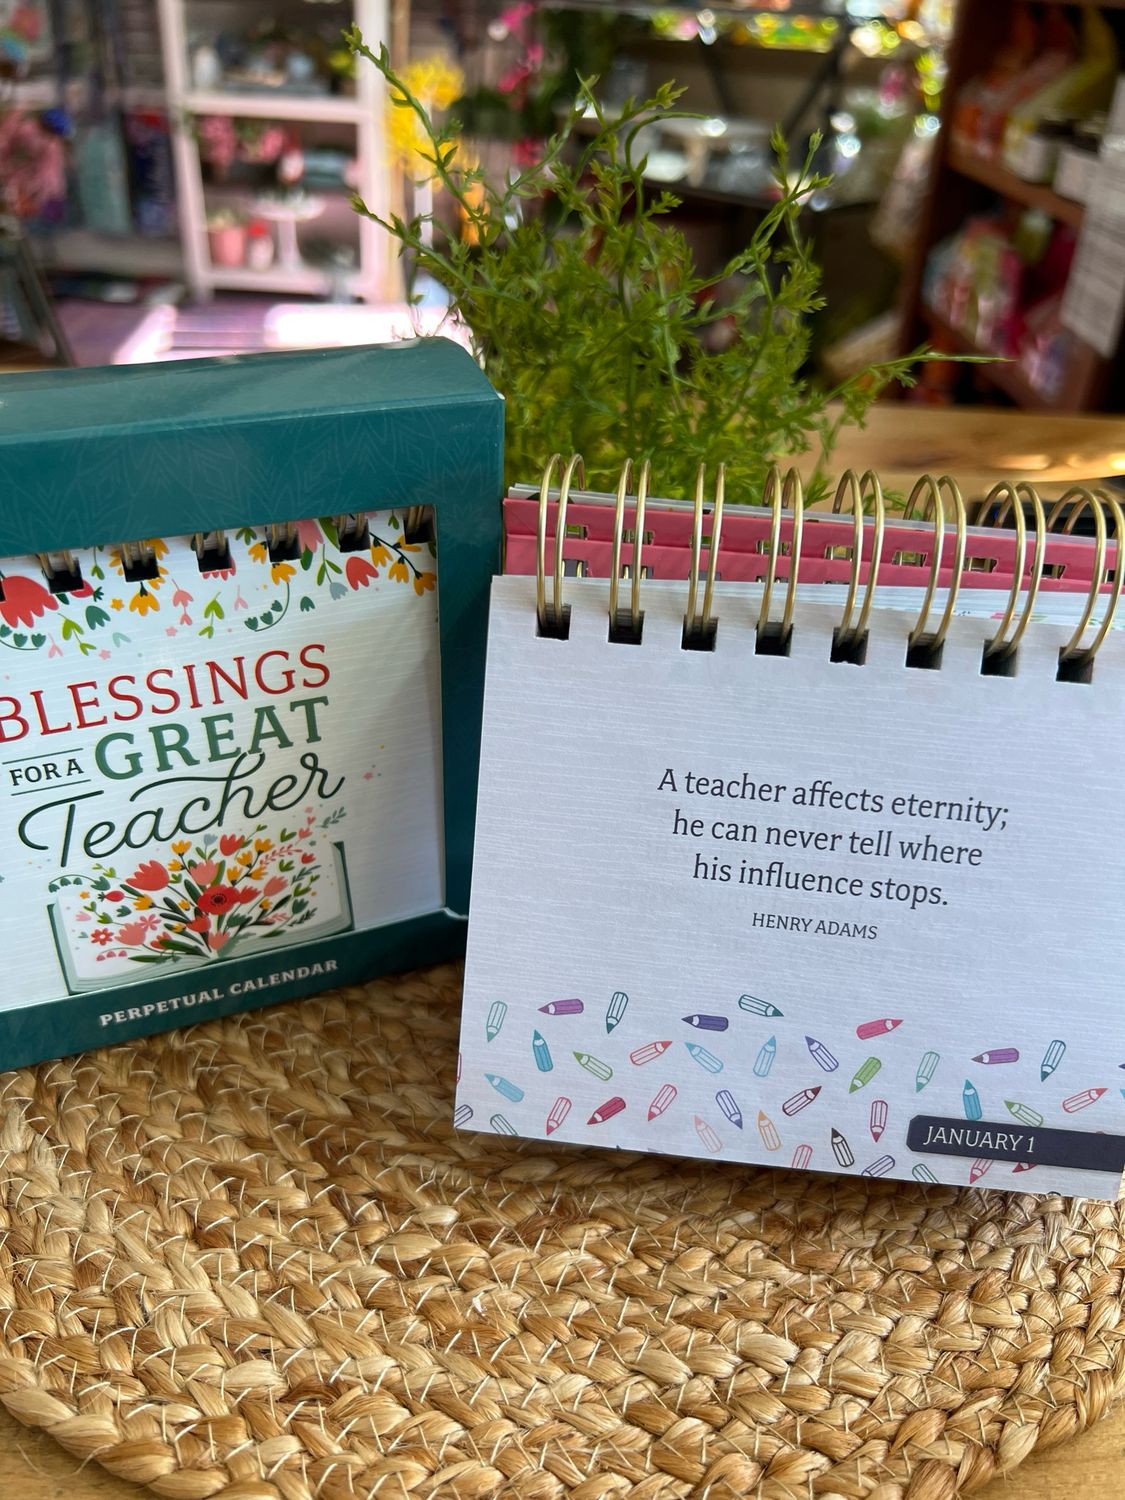 BLESSINGS
FOR A GREAT
Teacher
PERPETUAL CALENDAR
A teacher affects eternity;
he can never tell where
his influence stops.
HENRY ADAMS
JANUARY 1